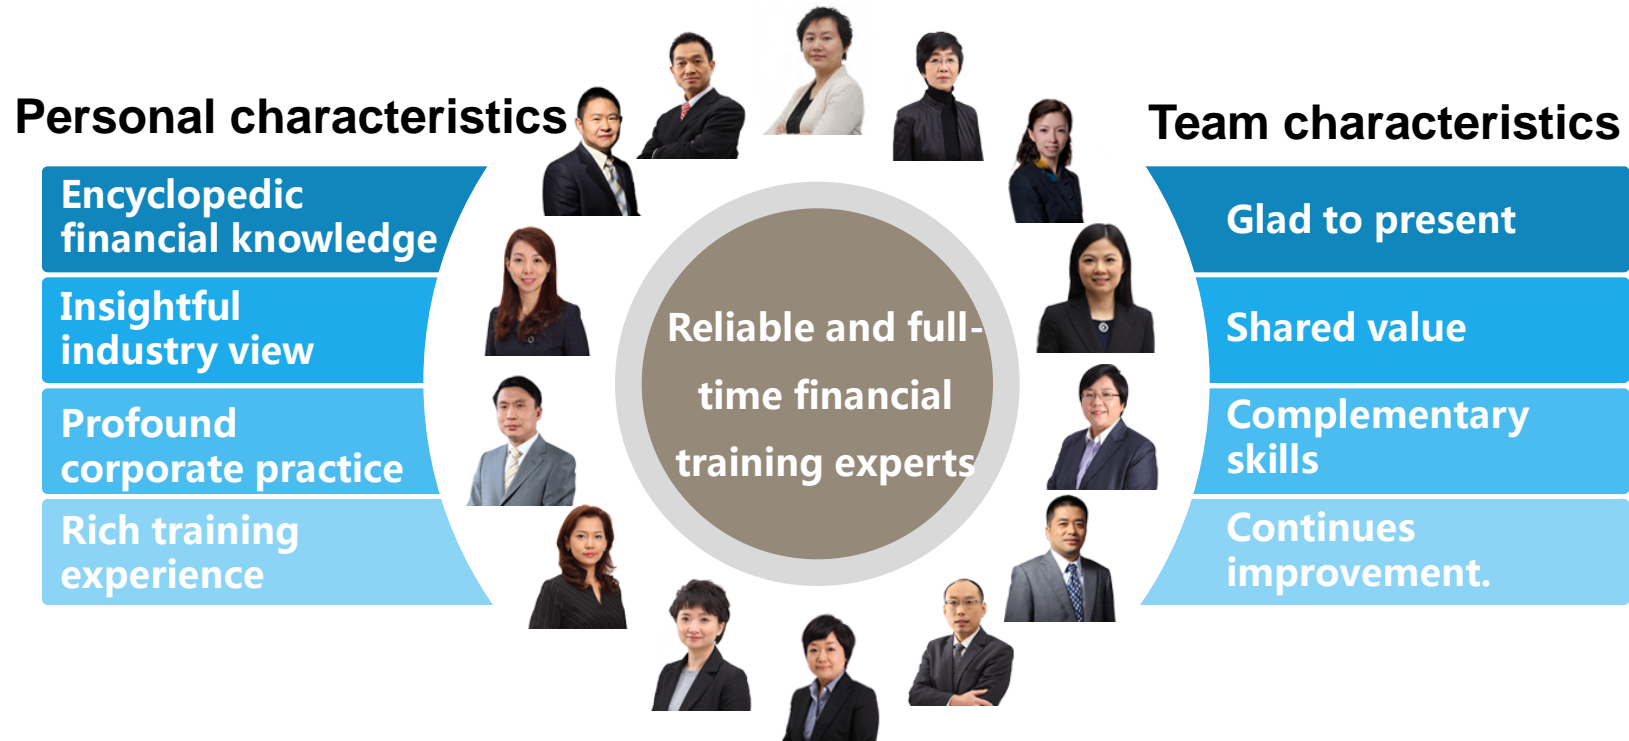 Personal characteristics
Encyclopedic
financial knowledge
Insightful
industry view
Profound
corporate practice
Rich training
experience
Reliable and full-
time financial
training experts
Team characteristics
Glad to present
Shared value
Complementary
skills
Continues
improvement.